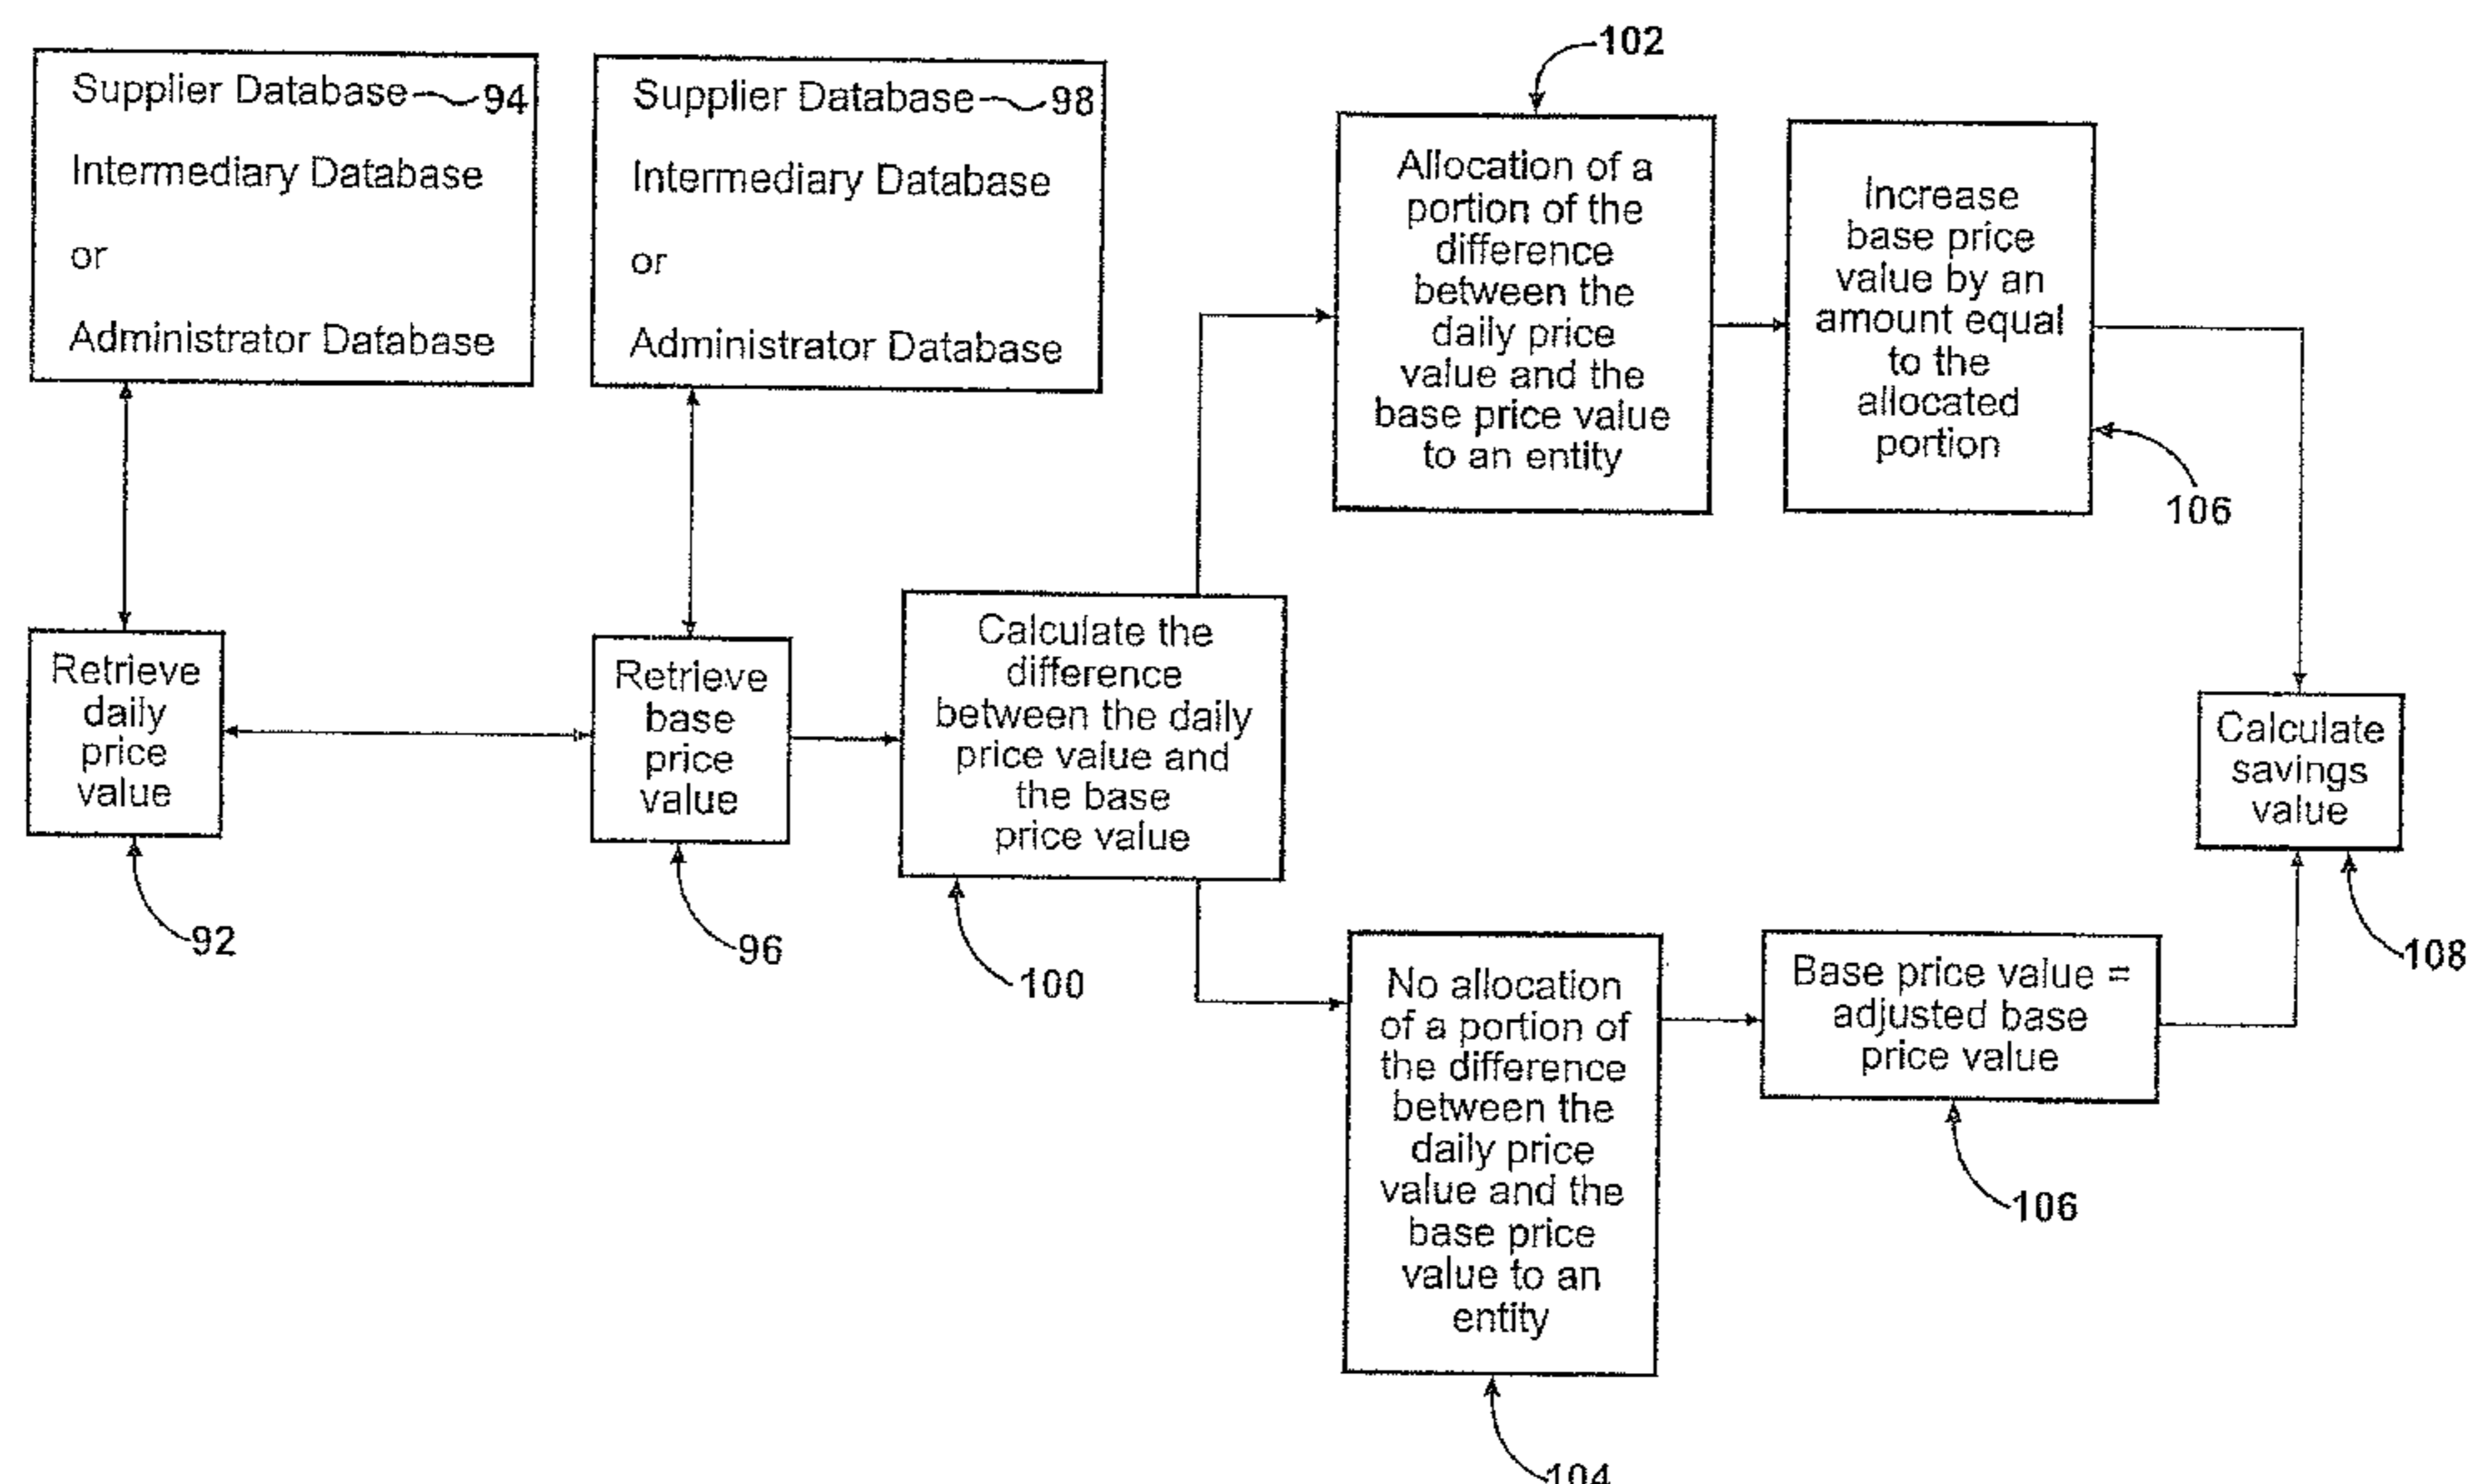 Supplier Database 94
Intermediary Database
or
Administrator Database
Supplier Database 98
Intermediary Database
or
Administrator Database
102
Allocation of a
portion of the
difference
between the
daily price
value and the
base price value
to an entity
Increase
base price
value by an
amount equal
to the
allocated
portion
106
Retrieve
daily
price
value
92
Retrieve
base
price
value
96
Calculate the
difference
between the daily
price value and
the base
price value
100
Calculate
savings
value
108
No allocation
of a portion of
the difference
between the
daily price
value and the
base price
value to an
entity
104
Base price value =
adjusted base
price value
106